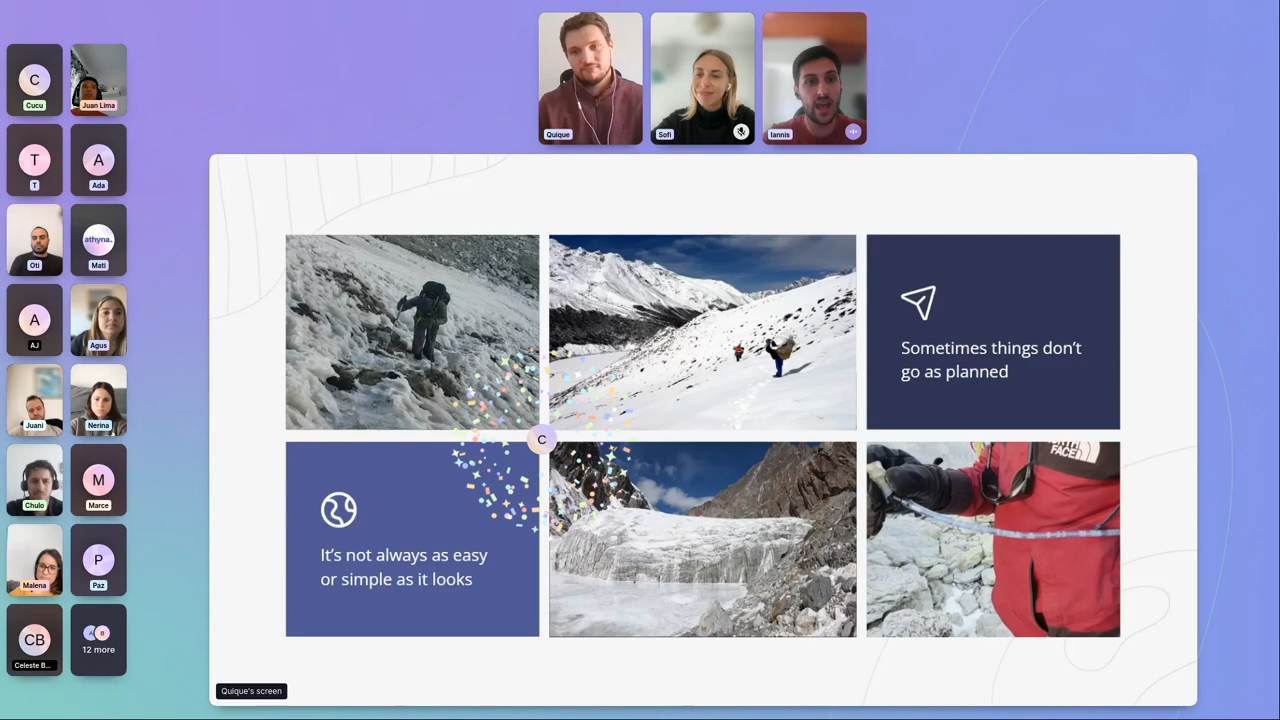 Quique
Sofi
Iannis
C
Cucu
Juan Lima
T
T
A
Ada
Oti
athyna.
Mati
A
AJ
Agus
Juani
Nerina
Chulo
M
Marce
Malena
P
Paz
CB
Celeste B...
A
B
12 more
Sometimes things don't
go as planned
C
It's not always as easy
or simple as it looks
NORTH
FACE
Quique's screen